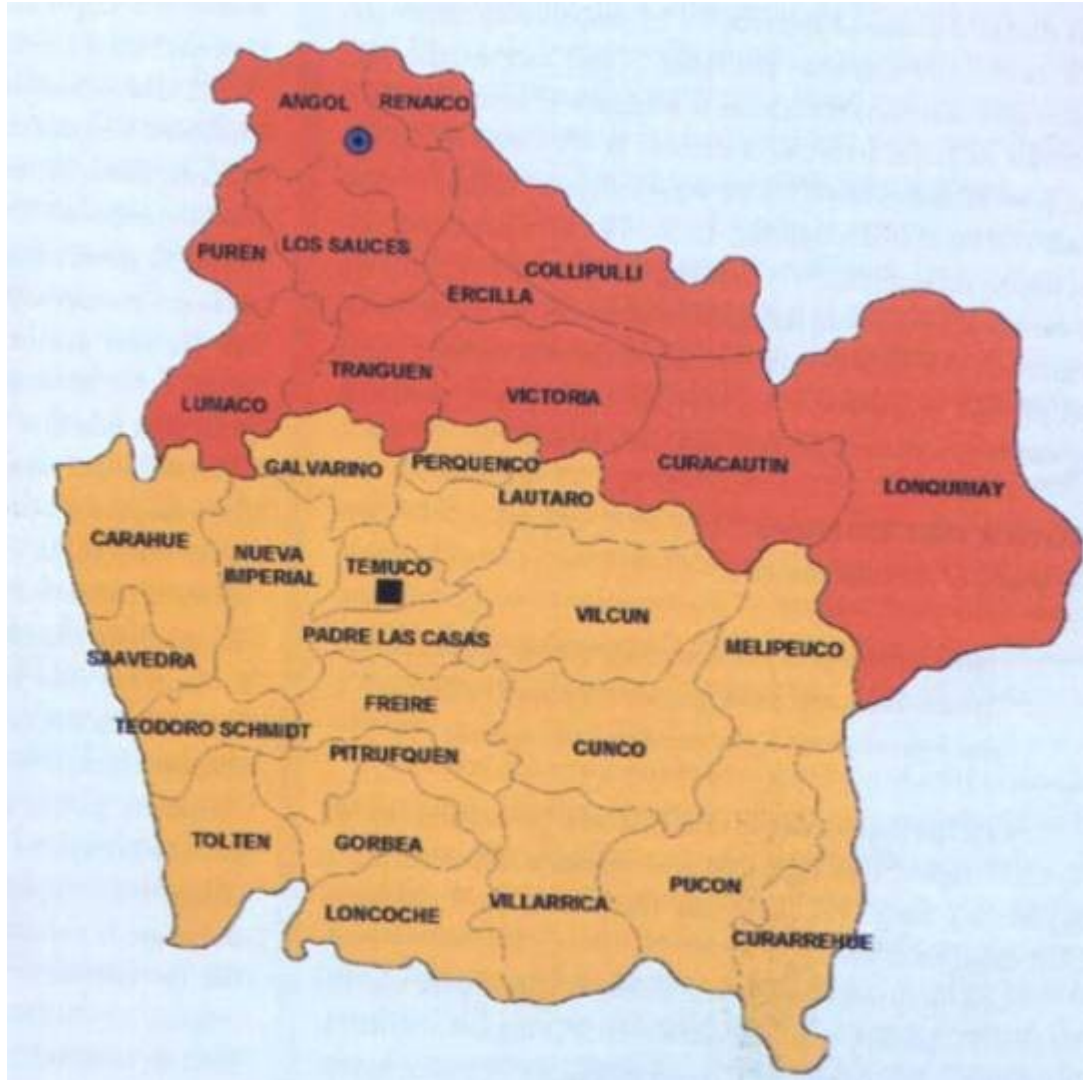 ANGOL
RENAICO
PUREN
LOS SAUCES
COLLIPULLI
ERCILLA
TRAIGUEN
VICTORIA
LUMACO
CURACAUTIN
LONQUIMAY
GALVARINO
PERQUENCO
LAUTARO
CARAHUE
NUEVA
IMPERIAL
TEMUCO
VILCUN
PADRE LAS CASAS
MELIPEUCO
SAAVEDRA
FREIRE
TEODORO SCHMIDT
PITRUFQUEN
CUNCO
TOLTEN
GORBEA
PUCON
LONCOCHE
VILLARRICA
CURARREHUE